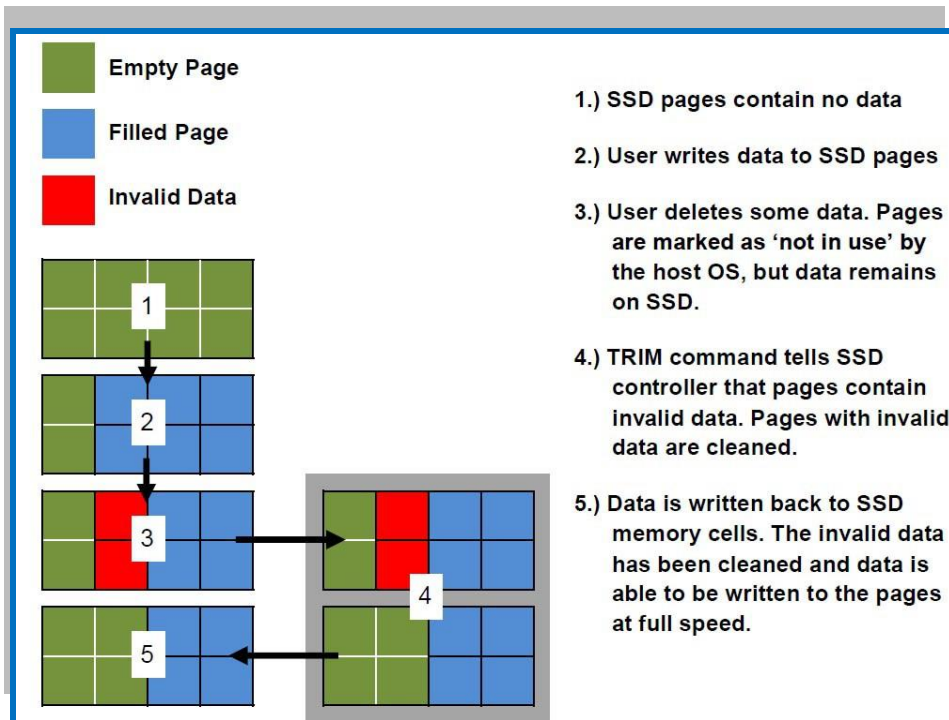 Empty Page
Filled Page
Invalid Data
1
2
3
4
5
1.) SSD pages contain no data
2.) User writes data to SSD pages
3.) User deletes some data. Pages
are marked as ‘not in use’ by
the host OS, but data remains
on SSD.
4.) TRIM command tells SSD
controller that pages contain
invalid data. Pages with invalid
data are cleaned.
5.) Data is written back to SSD
memory cells. The invalid data
has been cleaned and data is
able to be written to the pages
at full speed.